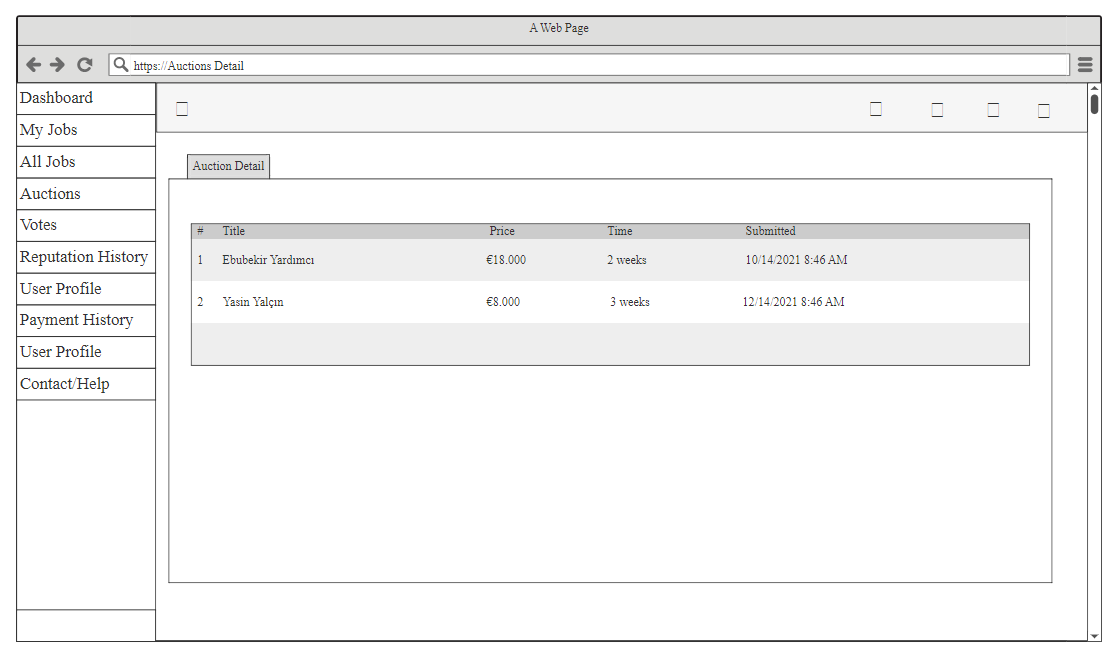 A Web Page
https://Auctions Detail
Dashboard
My Jobs
All Jobs
Auctions
Votes
Reputation History
User Profile
Payment History
User Profile
Contact/Help
Auction Detail
# Title Price Time Submitted
1 Ebubekir Yardımcı €18.000 2 weeks 10/14/2021 8:46 AM
2 Yasin Yalçın €8.000 3 weeks 12/14/2021 8:46 AM